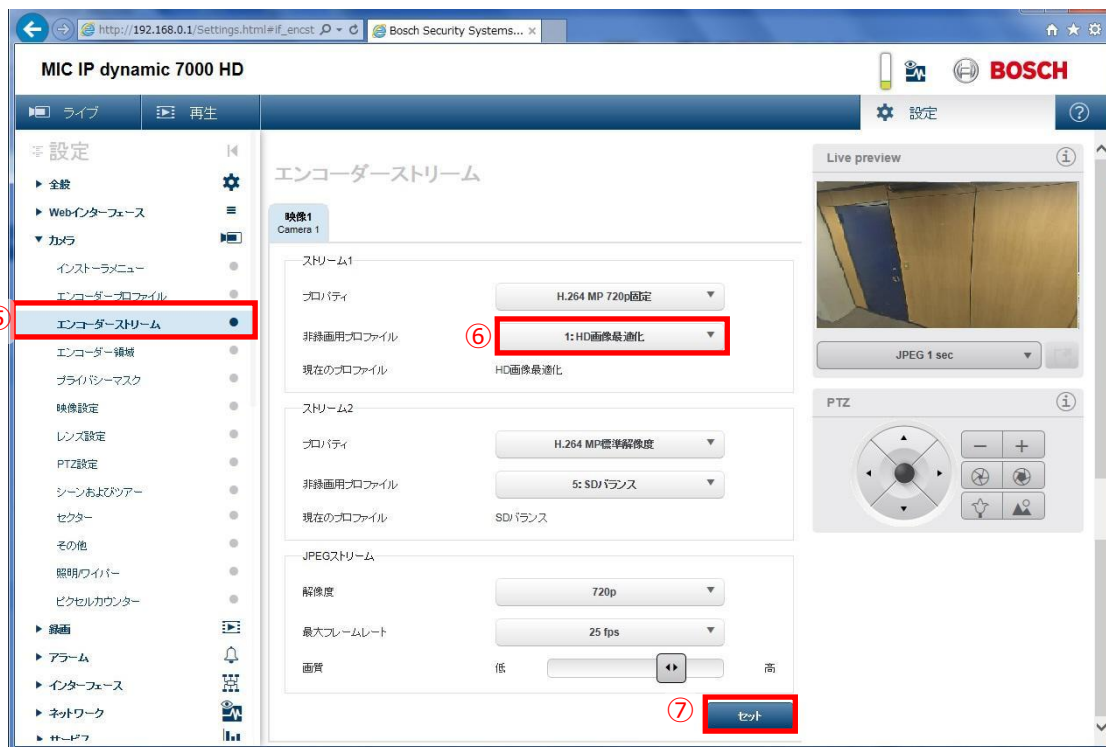 http://192.168.0.1/Settings.html#if_encst
Bosch Security Systems... ×
MIC IP dynamic 7000 HD
BOSCH
ライブ
再生
設定
?
設定
全般
Webインターフェース
カメラ
インストーラメニュー
エンコーダープロファイル
エンコーダーストリーム
エンコーダー領域
プライバシーマスク
映像設定
レンズ設定
PTZ設定
シーンおよびツアー
セクター
その他
照明/ワイパー
ピクセルカウンター
録画
アラーム
インターフェース
ネットワーク
サービス
エンコーダーストリーム
映像1
Camera 1
ストリーム1
プロパティ H.264 MP 720p固定
非録画用プロファイル ⑥ 1: HD画像最適化
現在のプロファイル HD画像最適化
ストリーム2
プロパティ H.264 MP標準解像度
非録画用プロファイル 5: SDバランス
現在のプロファイル SDバランス
JPEGストリーム
解像度 720p
最大フレームレート 25 fps
画質 低 高
⑦ セット
Live preview
JPEG 1 sec
PTZ